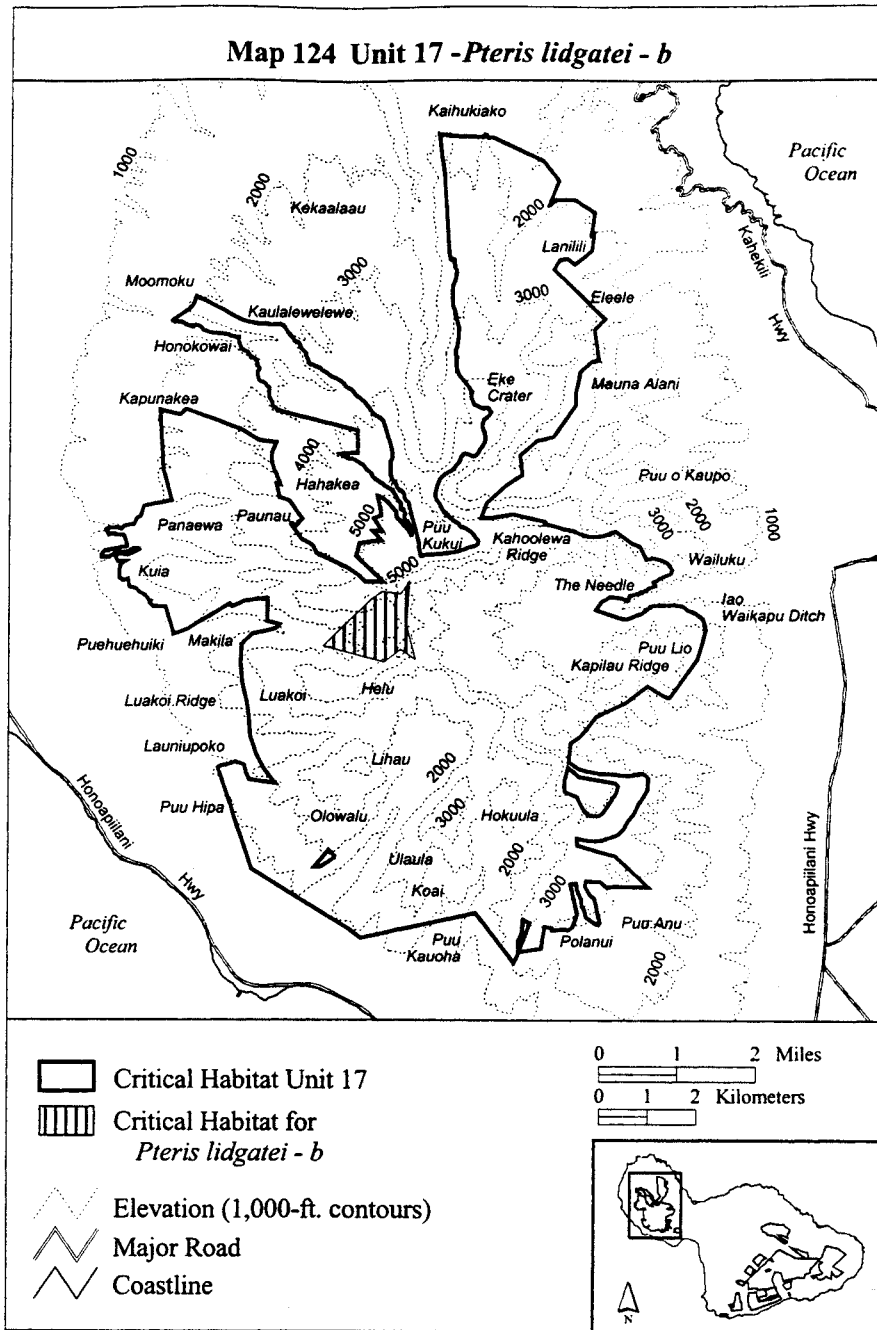 Map 124 Unit 17 -Pteris lidgatei - b
Kaihukiako
Pacific
Ocean
1000
2000
Kekaalaau
2000
Lanilili
Kahekili
Hwy
3000
3000
Eleele
Moomoku
Kaulalewelewe
Honokowai
Kapunakea
Eke
Crater
Mauna Alani
4000
Hahakea
Puu o Kaupo
Panaewa
Paunau
5000
Puu
Kukui
Kahoolewa
Ridge
3000
2000
1000
Wailuku
5000
Kuia
The Needle
Iao
Waikapu Ditch
Puehuehuiki
Makila
Puu Lio
Kapilau Ridge
Luakoi Ridge
Luakoi
Helu
Launiupoko
Lihau
2000
Puu Hipa
Olowalu
3000
Hokuula
Honoapiilani
Hwy
Ulaula
2000
Koai
3000
Honoapiilani Hwy
Pacific
Ocean
Puu
Kauoha
Polanui
Puu Anu
2000
Critical Habitat Unit 17
Critical Habitat for
Pteris lidgatei - b
Elevation (1,000-ft. contours)
Major Road
Coastline
0 1 2 Miles
0 1 2 Kilometers
N